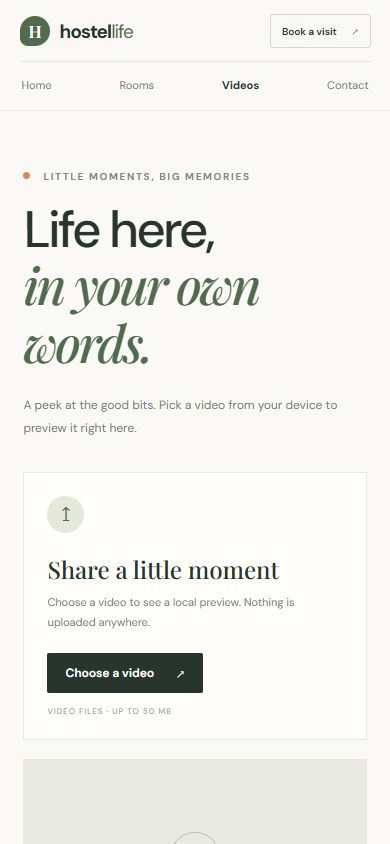 H hostellife
Book a visit ↗
Home Rooms Videos Contact
LITTLE MOMENTS, BIG MEMORIES
Life here,
in your own
words.
A peek at the good bits. Pick a video from your device to
preview it right here.
↥
Share a little moment
Choose a video to see a local preview. Nothing is
uploaded anywhere.
Choose a video ↗
VIDEO FILES · UP TO 50 MB